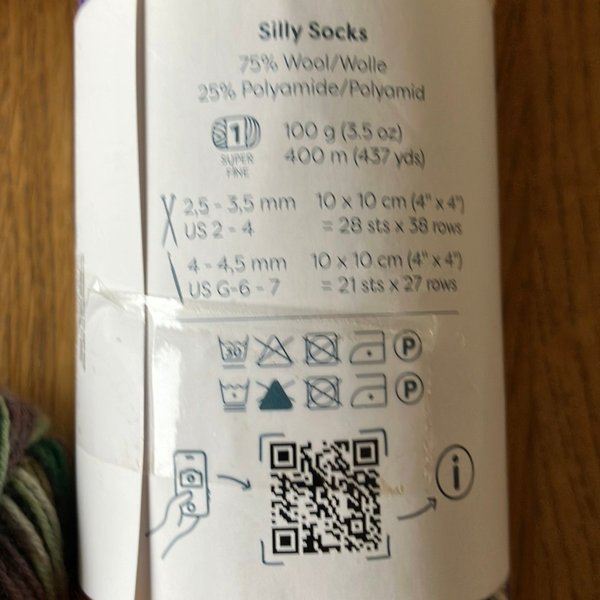 Silly Socks
75% Wool/Wolle
25% Polyamide/Polyamid
1
SUPER
FINE
100 g (3.5 oz)
400 m (437 yds)
2,5 - 3,5 mm
US 2 - 4
10 x 10 cm (4" x 4")
= 28 sts x 38 rows
4 - 4,5 mm
US G-6 - 7
10 x 10 cm (4" x 4")
= 21 sts x 27 rows
30
P
P
i